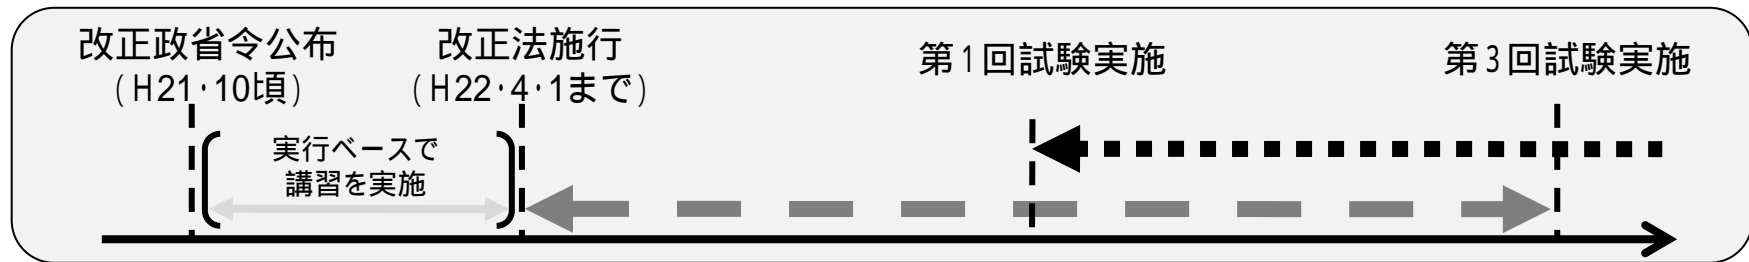 改正政省令公布
(H21・10頃)
改正法施行
(H22・4・1まで)
第1回試験実施
第3回試験実施
実行ベースで
講習を実施